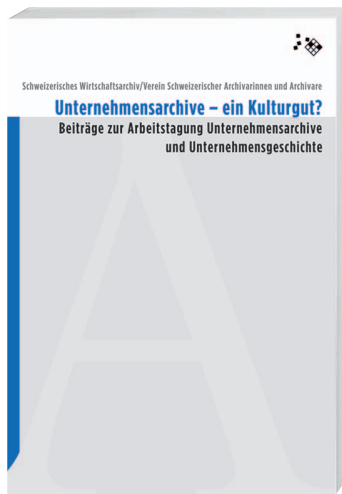 Schweizerisches Wirtschaftsarchiv/Verein Schweizerischer Archivarinnen und Archivare
Unternehmensarchive – ein Kulturgut?
Beiträge zur Arbeitstagung Unternehmensarchive
und Unternehmensgeschichte
A